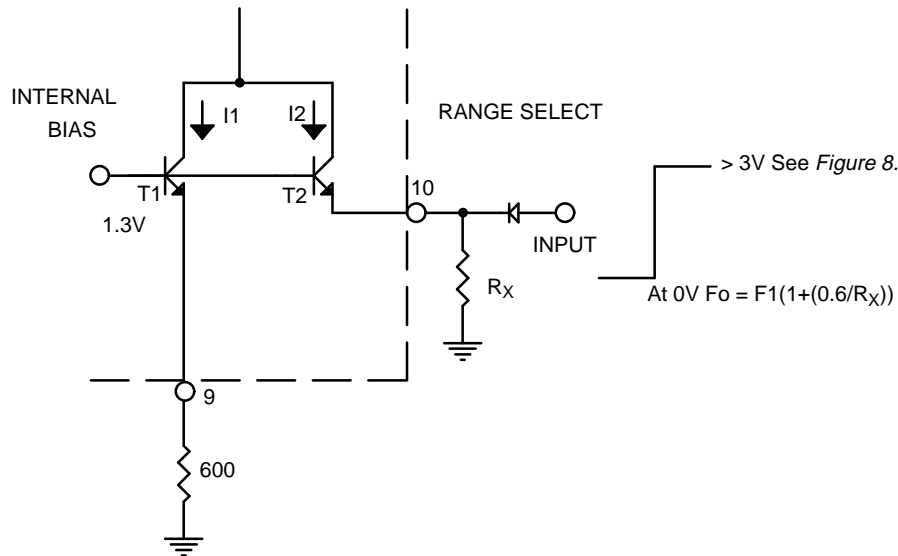 INTERNAL
BIAS
I1
I2
RANGE SELECT
> 3V See Figure 8.
T1
T2
10
1.3V
INPUT
RX
At 0V Fo = F1(1+(0.6/RX))
9
600